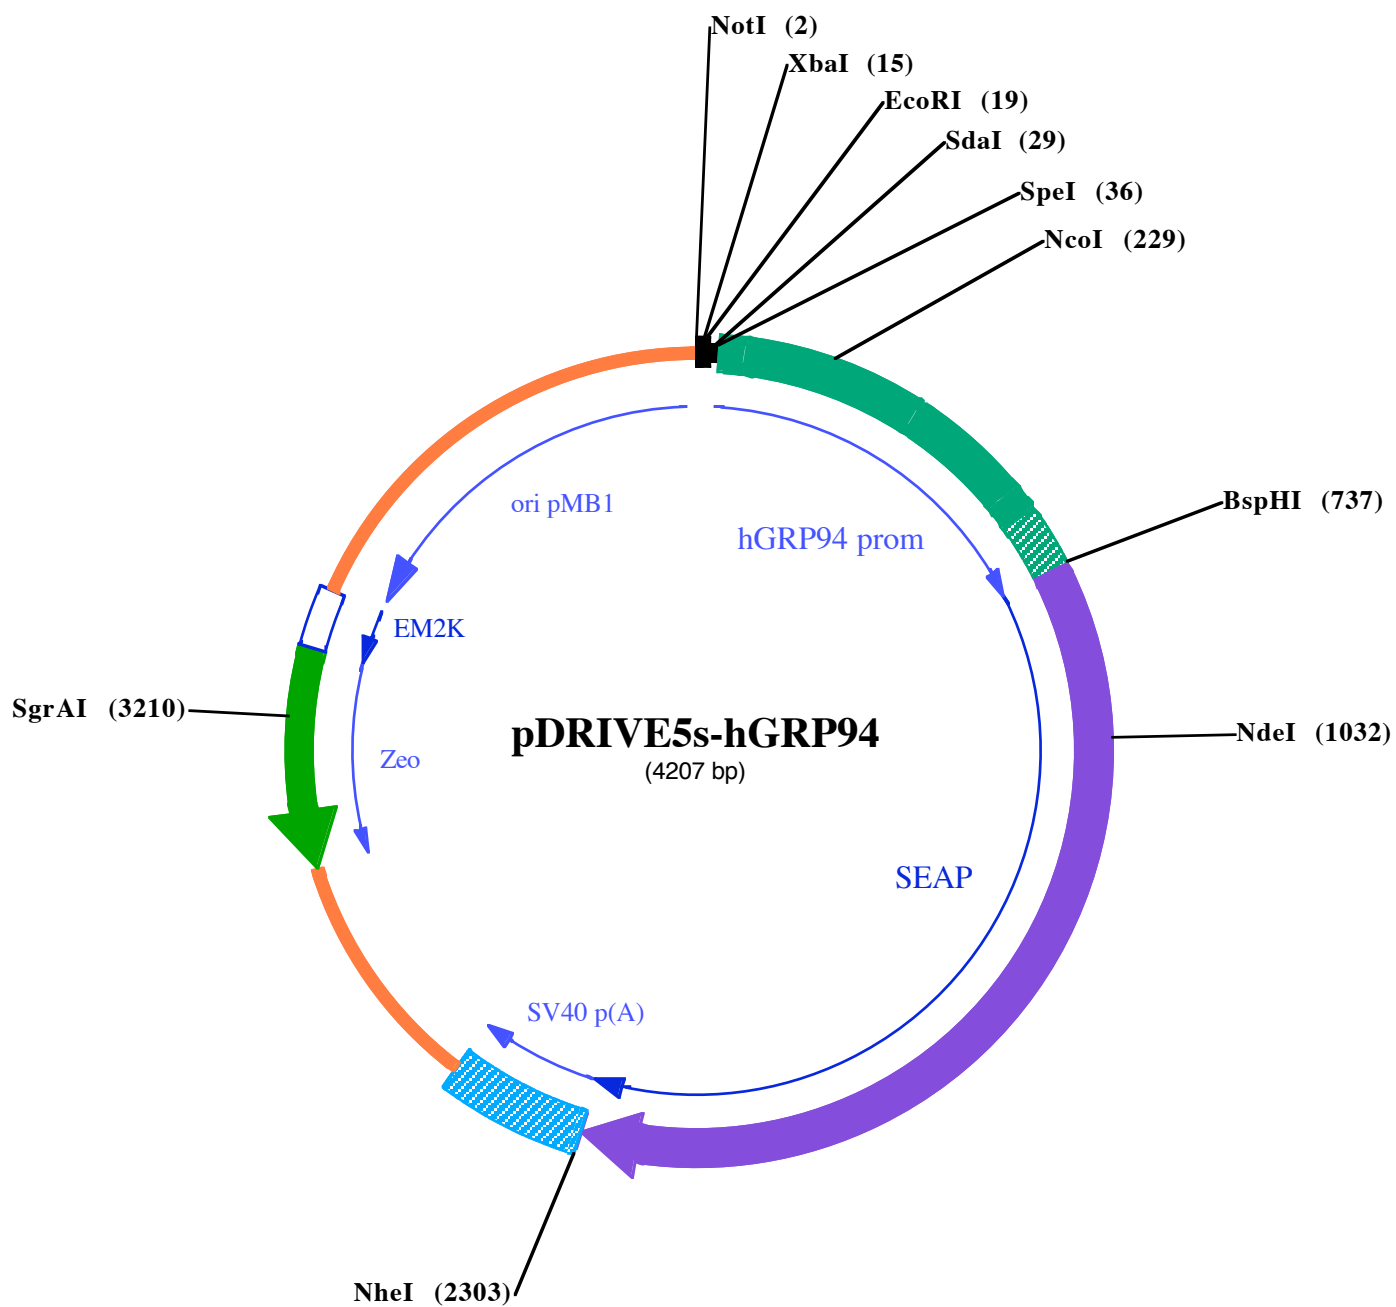 NotI (2)
XbaI (15)
EcoRI (19)
SdaI (29)
SpeI (36)
NcoI (229)
BspHI (737)
ori pMB1
hGRP94 prom
EM2K
SgrAI (3210)
pDRIVE5s-hGRP94
(4207 bp)
NdeI (1032)
Zeo
SEAP
SV40 p(A)
NheI (2303)